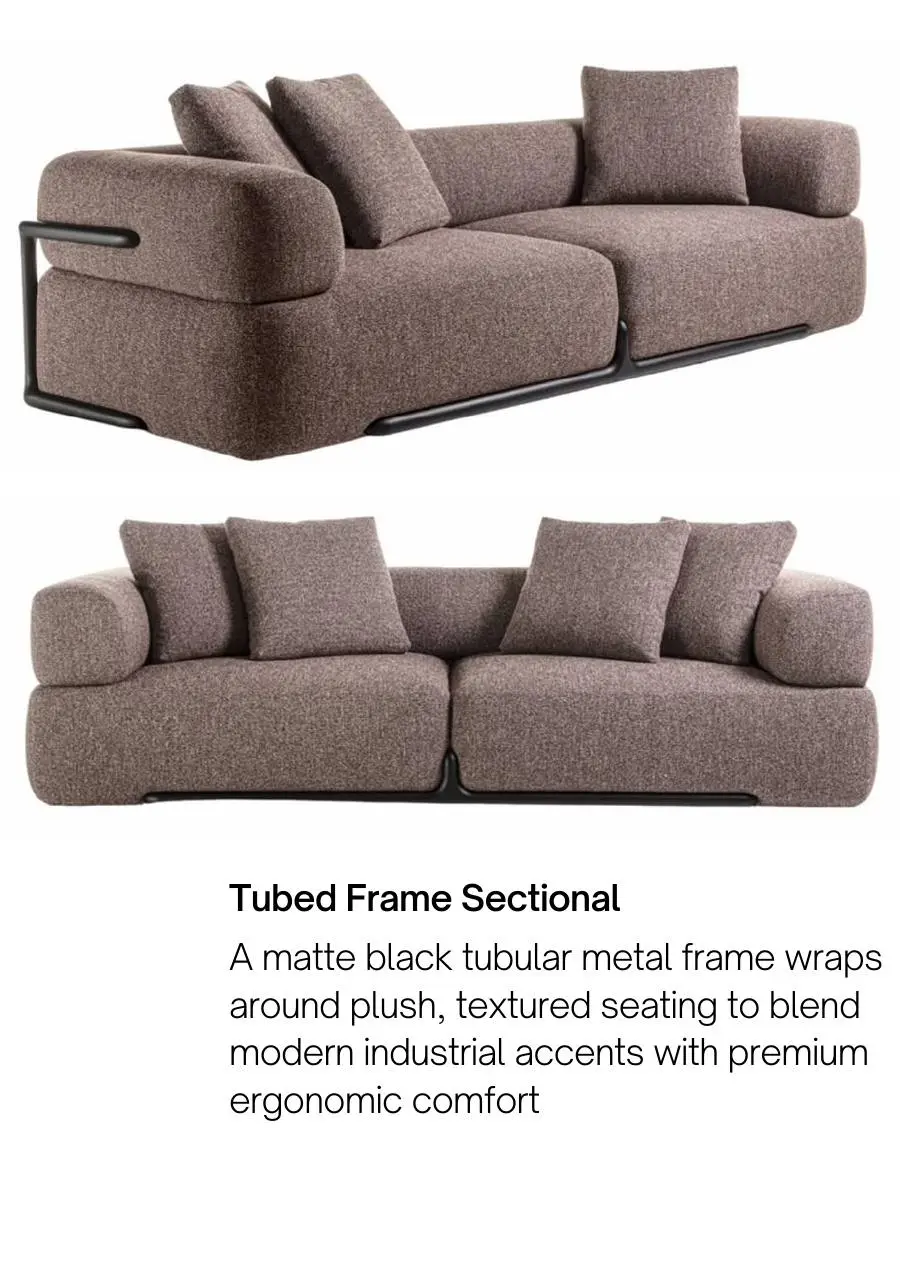 Tubed Frame Sectional
A matte black tubular metal frame wraps
around plush, textured seating to blend
modern industrial accents with premium
ergonomic comfort